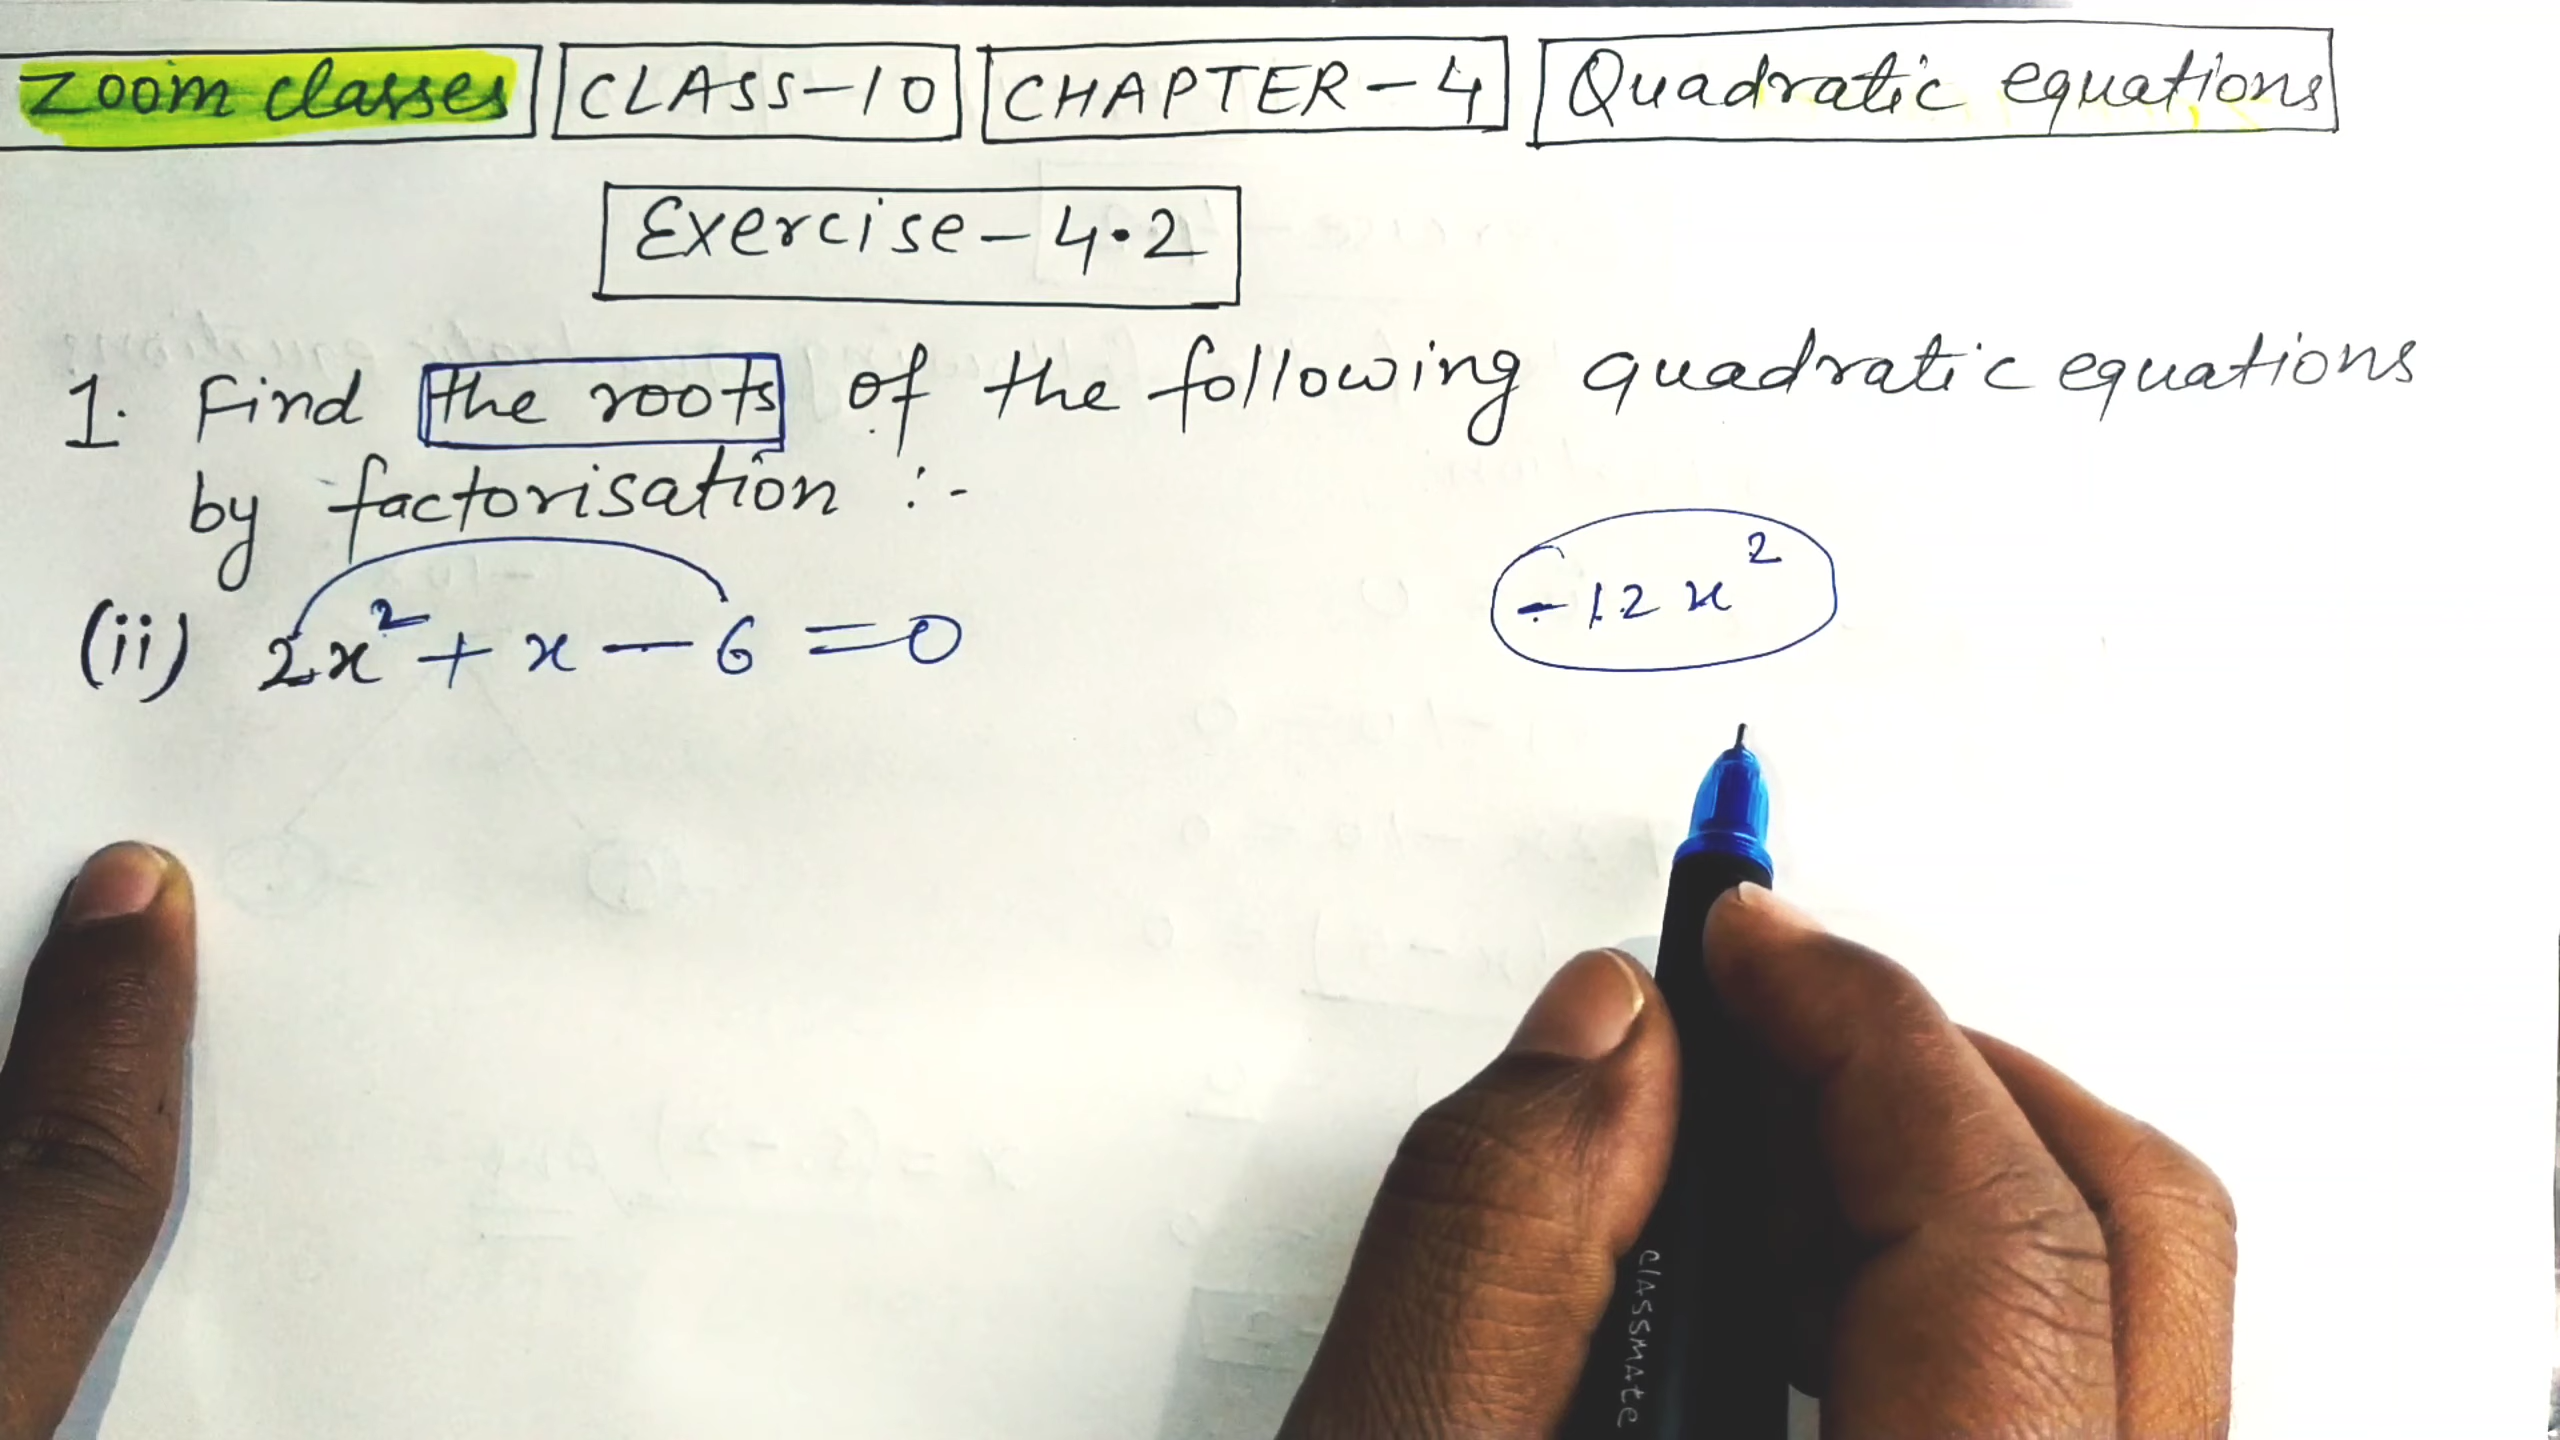 Zoom classes CLASS-10 CHAPTER-4 Quadratic equations
Exercise-4.2
1. Find the roots of the following quadratic equations
by factorisation :-
-12x²
(ii) 2x² + x - 6 = 0
CLASSMATE